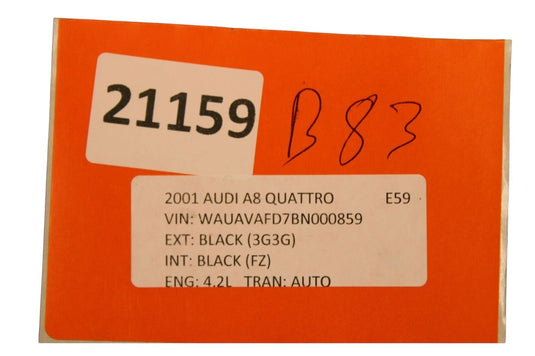 21159
B83
2001 AUDI A8 QUATTRO E59
VIN: WAUAVAFD7BN000859
EXT: BLACK (3G3G)
INT: BLACK (FZ)
ENG: 4.2L TRAN: AUTO